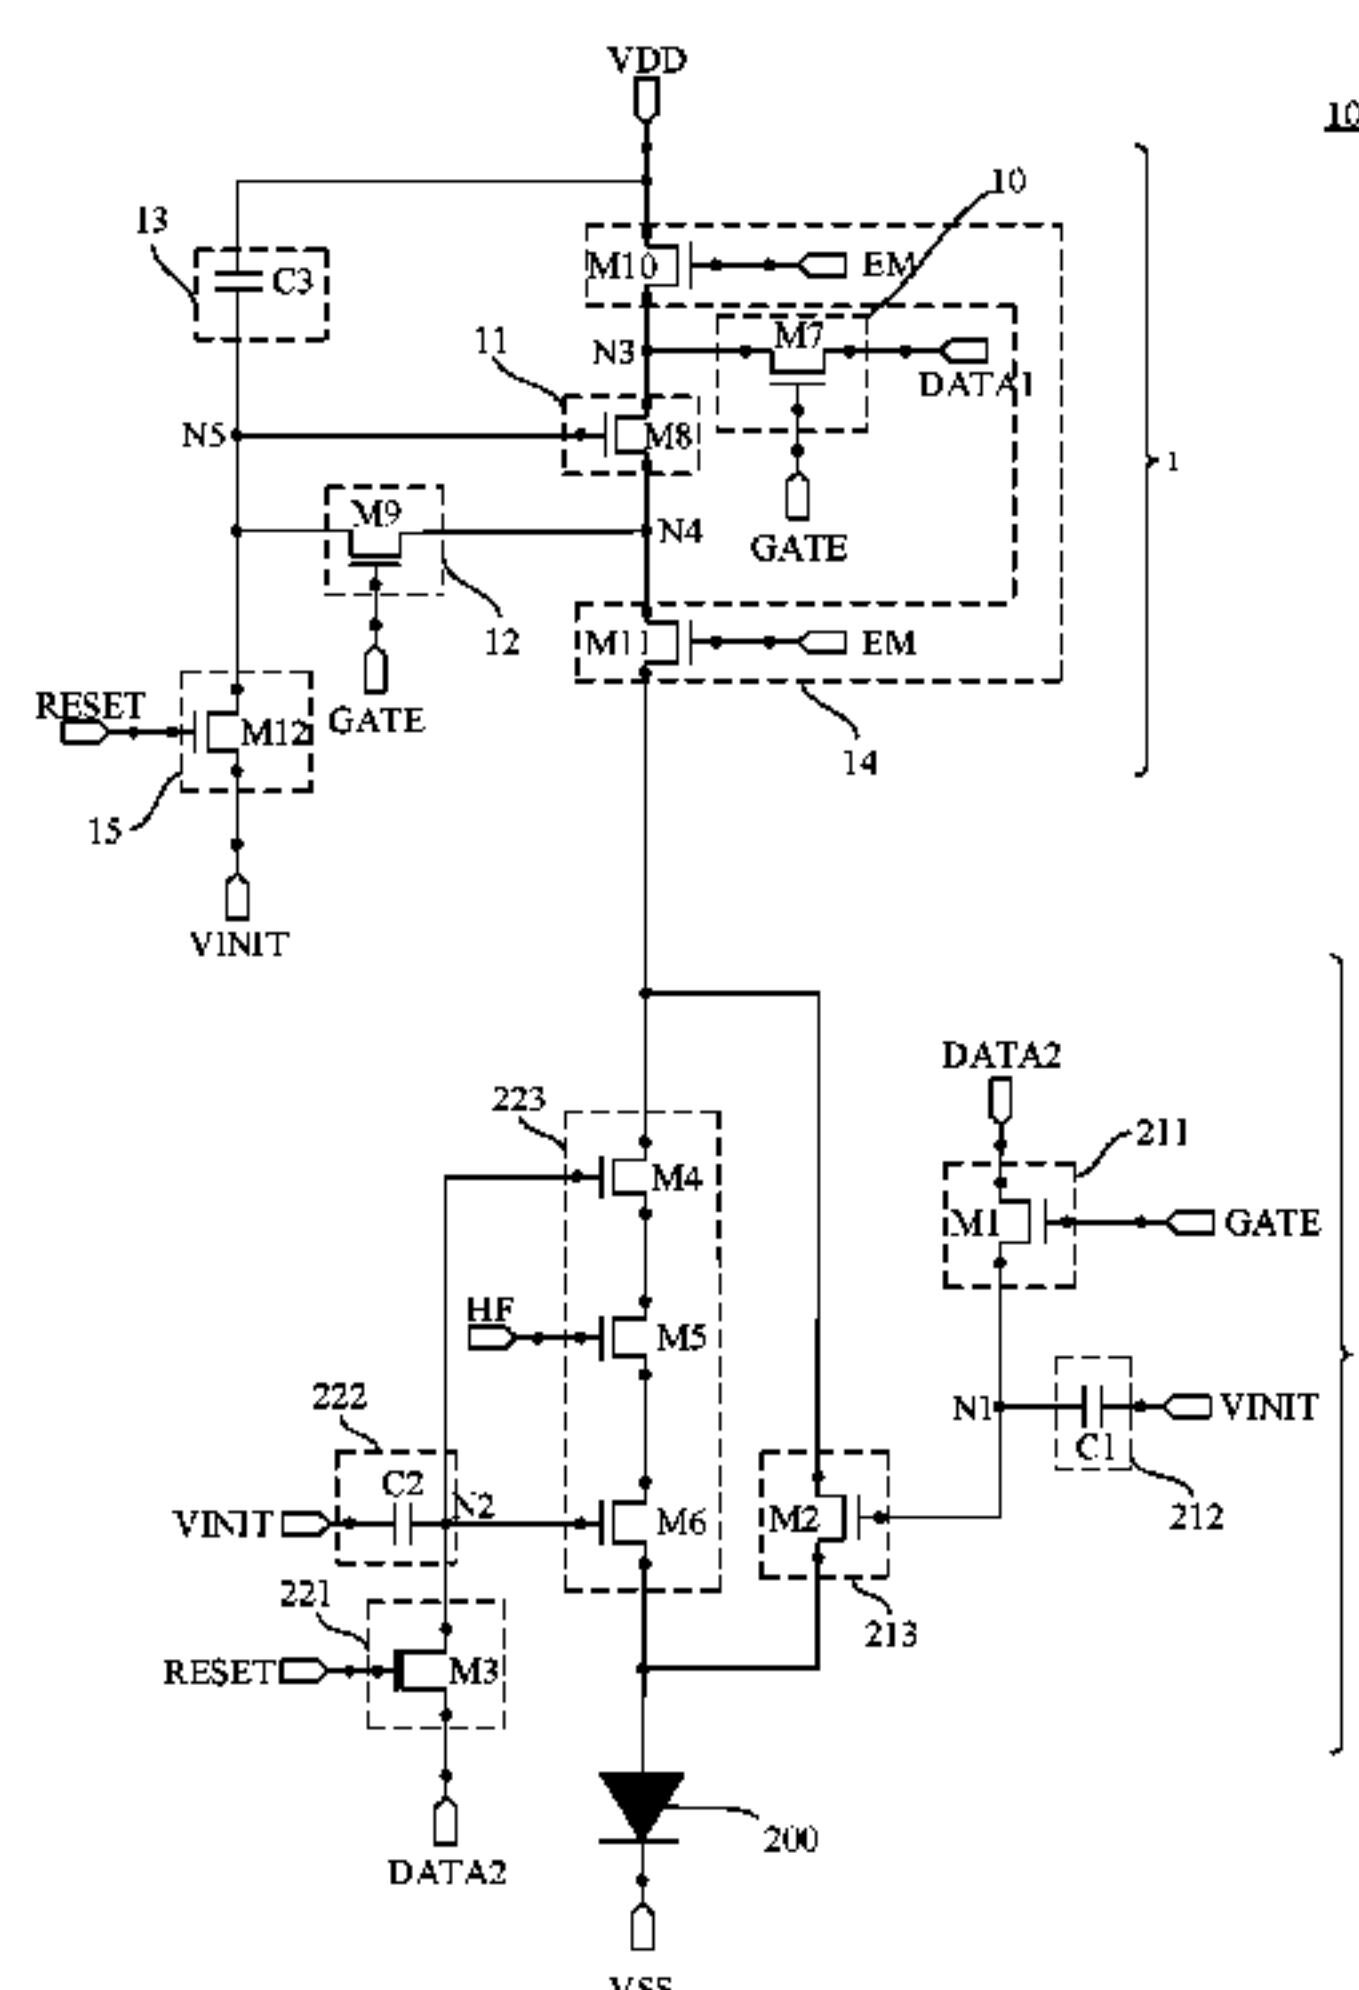 VDD
10
10
13
M10
EM
C3
M7
11
N3
DATA1
N5
M8
M9
N4
GATE
12
M11
EM
RESET
GATE
M12
14
15
1
VINIT
DATA2
223
211
M4
M1
GATE
HF
M5
222
N1
VINIT
C1
C2
N2
VINIT
M6
M2
212
221
213
RESET
M3
200
DATA2
VSS